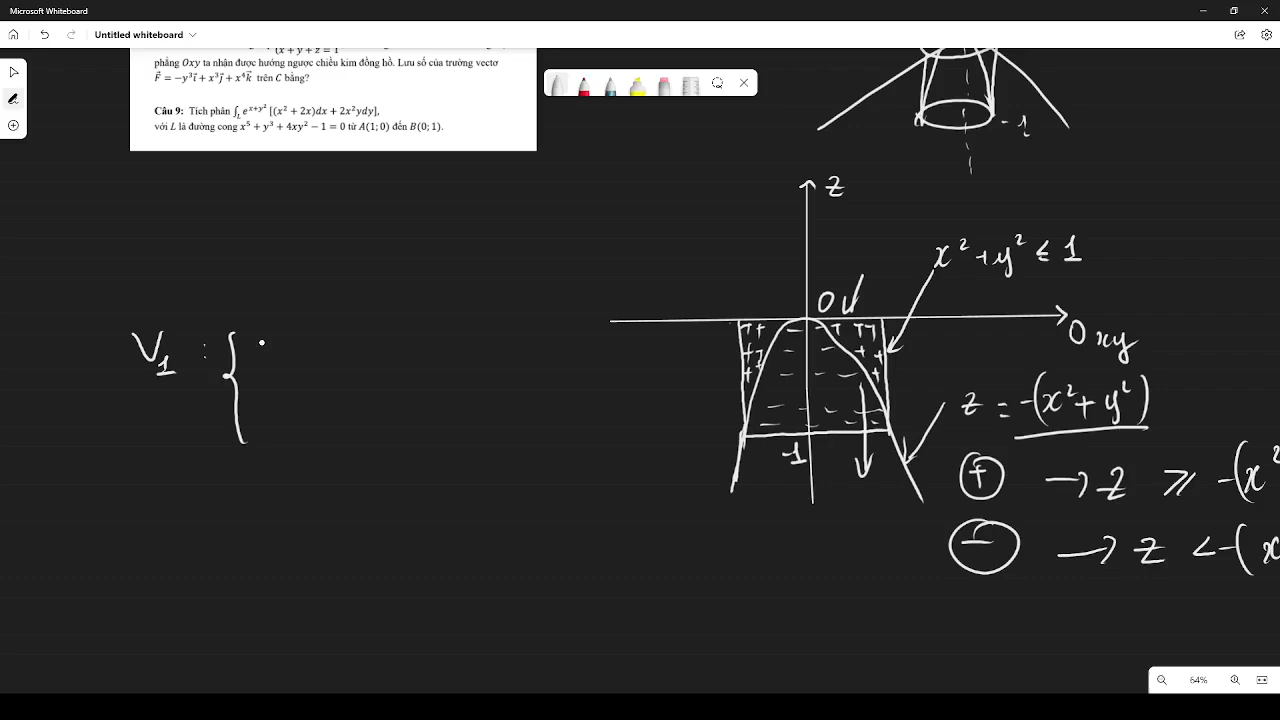 Microsoft Whiteboard
Untitled whiteboard
(x + y + z = 1
phẳng Oxy ta nhận được hướng ngược chiều kim đồng hồ. Lưu số của trường vectơ
F⃗ = −y³i⃗ + x³j⃗ + x⁴k⃗ trên C bằng?
Câu 9: Tích phân ∫_L e^{x+y²} [(x² + 2x)dx + 2x²ydy],
với L là đường cong x⁵ + y³ + 4xy² − 1 = 0 từ A(1; 0) đến B(0; 1).
-1
z
x² + y² ≤ 1
O
Oxy
V₁ : {
+ + − + + +
+ + − − + +
+ + − − + +
− − − −
− − − −
z = -(x² + y²)
-1
+ → z ≥ -(x²
− → z < -(x
64%